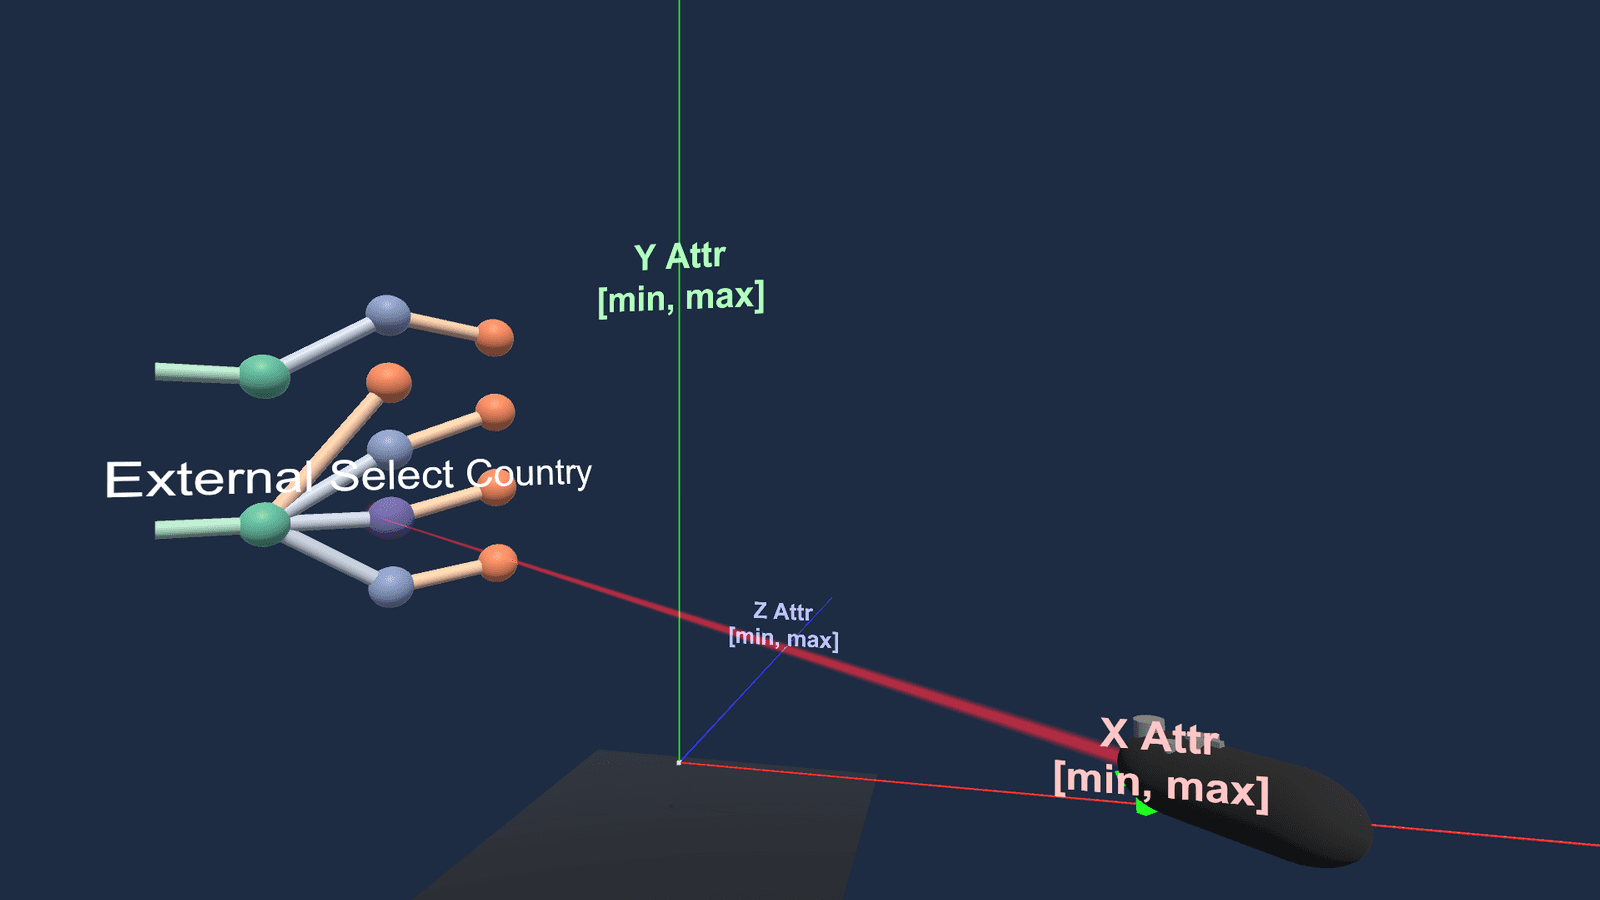 Y Attr
[min, max]
External Select Country
Z Attr
[min, max]
X Attr
[min, max]